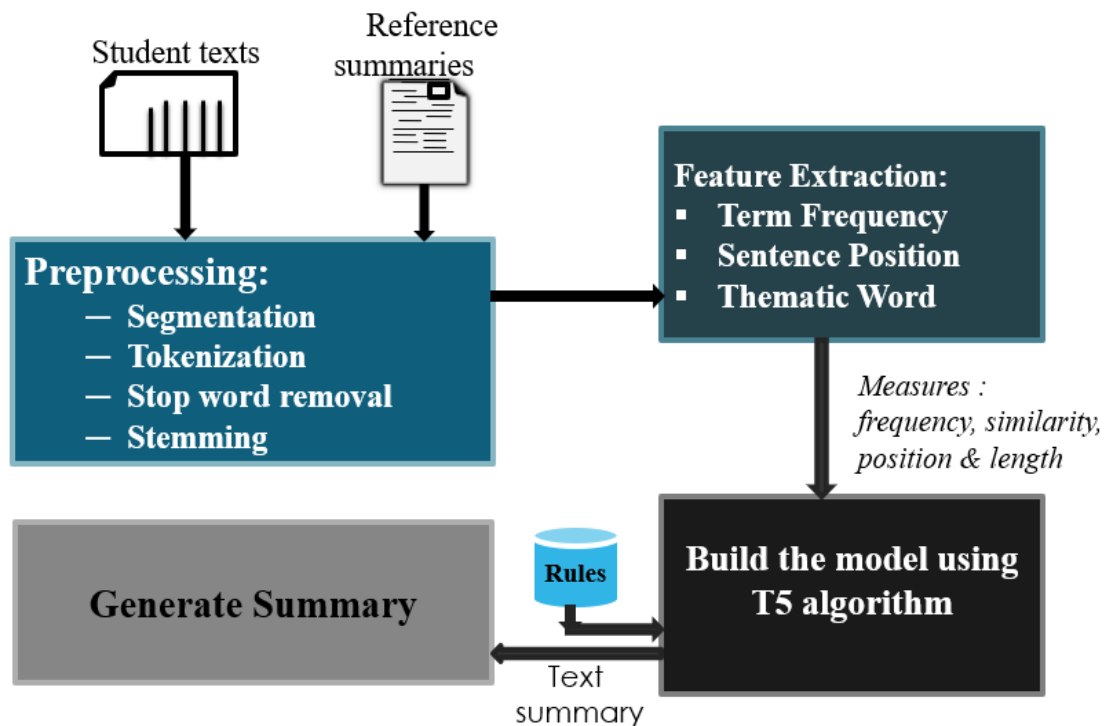 Student texts
Reference
summaries
Preprocessing:
— Segmentation
— Tokenization
— Stop word removal
— Stemming
Feature Extraction:
▪ Term Frequency
▪ Sentence Position
▪ Thematic Word
Measures :
frequency, similarity,
position & length
Build the model using
T5 algorithm
Rules
Text
summary
Generate Summary